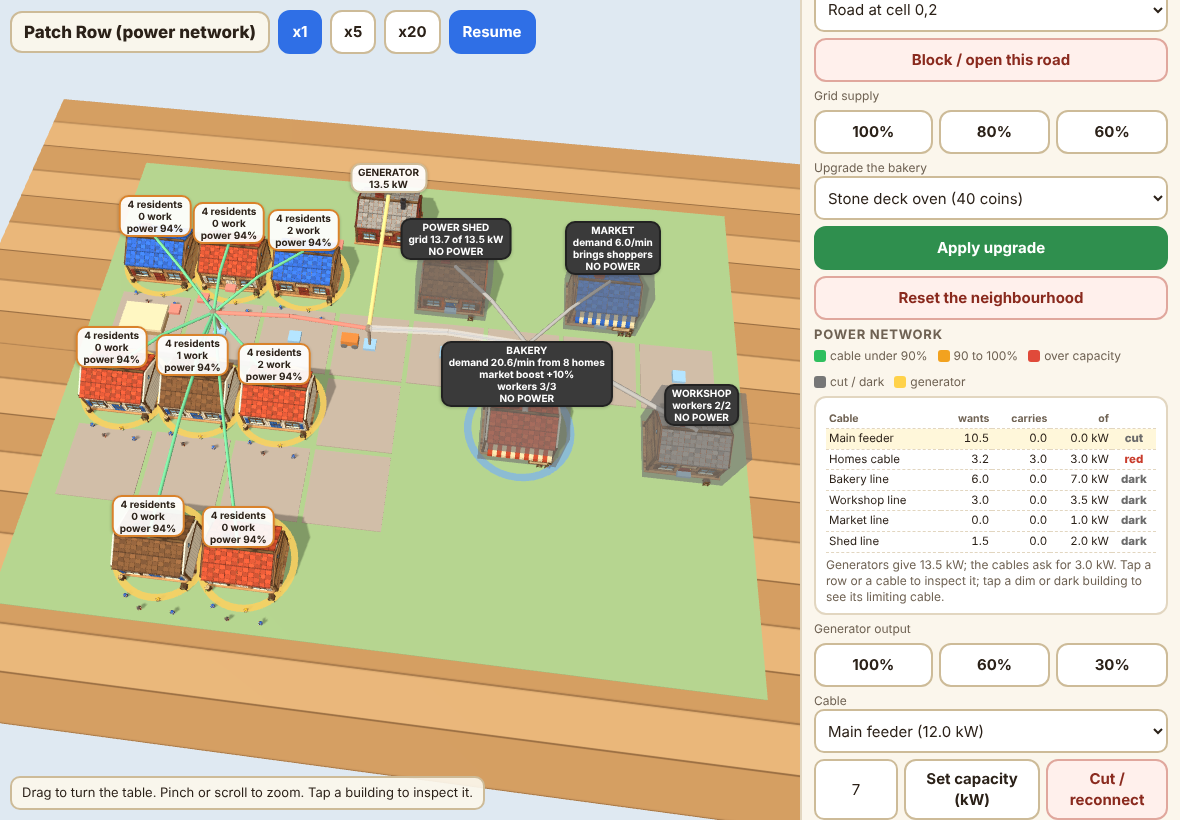 Patch Row (power network)
x1
x5
x20
Resume
GENERATOR
13.5 kW
4 residents
0 work
power 94%
4 residents
0 work
power 94%
4 residents
2 work
power 94%
POWER SHED
grid 13.7 of 13.5 kW
NO POWER
MARKET
demand 6.0/min
brings shoppers
NO POWER
4 residents
0 work
power 94%
4 residents
1 work
power 94%
4 residents
2 work
power 94%
BAKERY
demand 20.6/min from 8 homes
market boost +10%
workers 3/3
NO POWER
WORKSHOP
workers 2/2
NO POWER
4 residents
0 work
power 94%
4 residents
0 work
power 94%
Drag to turn the table. Pinch or scroll to zoom. Tap a building to inspect it.
Road at cell 0,2
Block / open this road
Grid supply
100%
80%
60%
Upgrade the bakery
Stone deck oven (40 coins)
Apply upgrade
Reset the neighbourhood
POWER NETWORK
cable under 90%
90 to 100%
over capacity
cut / dark
generator
Cable wants carries of
Main feeder 10.5 0.0 0.0 kW cut
Homes cable 3.2 3.0 3.0 kW red
Bakery line 6.0 0.0 7.0 kW dark
Workshop line 3.0 0.0 3.5 kW dark
Market line 0.0 0.0 1.0 kW dark
Shed line 1.5 0.0 2.0 kW dark
Generators give 13.5 kW; the cables ask for 3.0 kW. Tap a
row or a cable to inspect it; tap a dim or dark building to
see its limiting cable.
Generator output
100%
60%
30%
Cable
Main feeder (12.0 kW)
7
Set capacity
(kW)
Cut /
reconnect